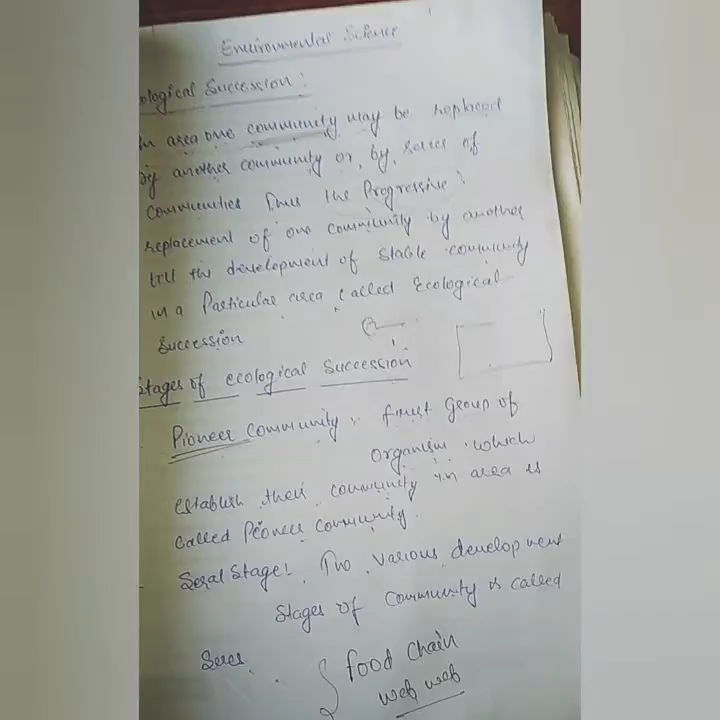 Environmental Science
ological Succession :
In area one community may be replaced
by another community or, by, series of
communities Thus the Progressive
replacement of one community by another
till the development of stable community
in a Particular area called Ecological
Succession
Stages of ecological Succession
Pioneer Community :- first Group of
Organism which
establish their community in area is
called Pioneer Community.
Seral Stage! The various development
Stages of Community is called
Seres.
food Chain
web web